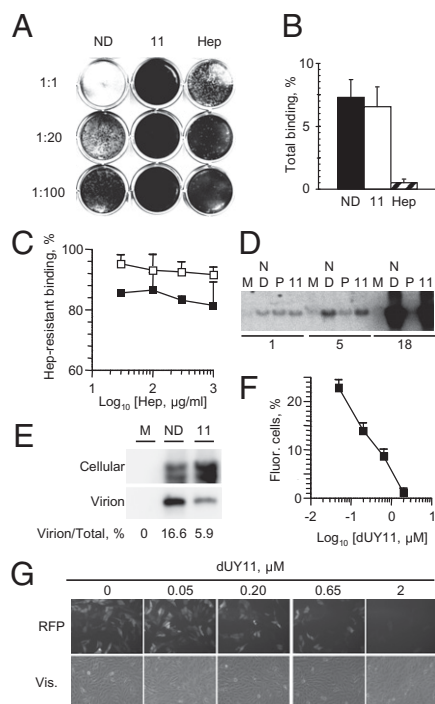 A
ND 11 Hep
1:1
1:20
1:100
B
Total binding, %
10
5
0
ND 11 Hep
C
Hep-resistant binding, %
100
80
60
1 2 3
Log10 [Hep, µg/ml]
D
N N N
M D P 11 M D P 11 M D P 11
1 5 18
E
M ND 11
Cellular
Virion
Virion/Total, % 0 16.6 5.9
F
Fluor. cells, %
20
10
0
-2 -1 0 1
Log10 [dUY11, µM]
G
dUY11, µM
0 0.05 0.20 0.65 2
RFP
Vis.